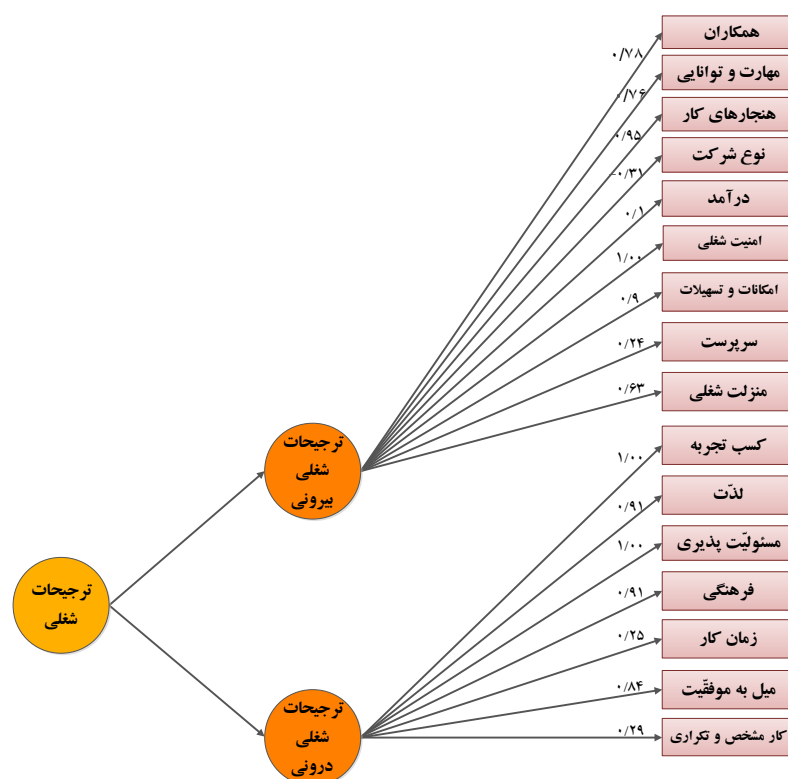 همکاران
۰/۷۸
مهارت و توانایی
۰/۷۶
هنجارهای کار
۰/۹۵
نوع شرکت
-۰/۳۱
درآمد
۰/۱
امنیت شغلی
۱/۰۰
امکانات و تسهیلات
۰/۹
سرپرست
۰/۲۴
منزلت شغلی
۰/۶۳
ترجیحات
شغلی
بیرونی
کسب تجربه
۱/۰۰
لذّت
۰/۹۱
مسئولیّت پذیری
۱/۰۰
فرهنگی
۰/۹۱
زمان کار
۰/۲۵
میل به موفقّیت
۰/۸۴
کار مشخص و تکراری
۰/۲۹
ترجیحات
شغلی
ترجیحات
شغلی
درونی